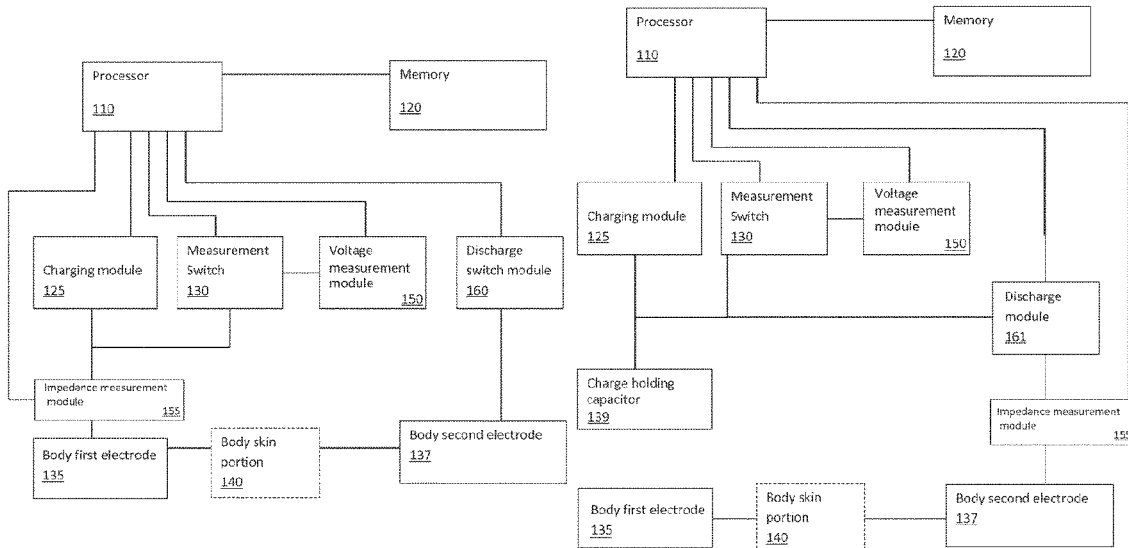 Processor
110
Memory
120
Charging module
125
Measurement
Switch
130
Voltage
measurement
module
150
Discharge
switch module
160
Impedance measurement
module
155
Body first electrode
135
Body skin
portion
140
Body second electrode
137
Processor
110
Memory
120
Charging module
125
Measurement
Switch
130
Voltage
measurement
module
150
Discharge
module
161
Charge holding
capacitor
139
Impedance measurement
module
155
Body first electrode
135
Body skin
portion
140
Body second electrode
137